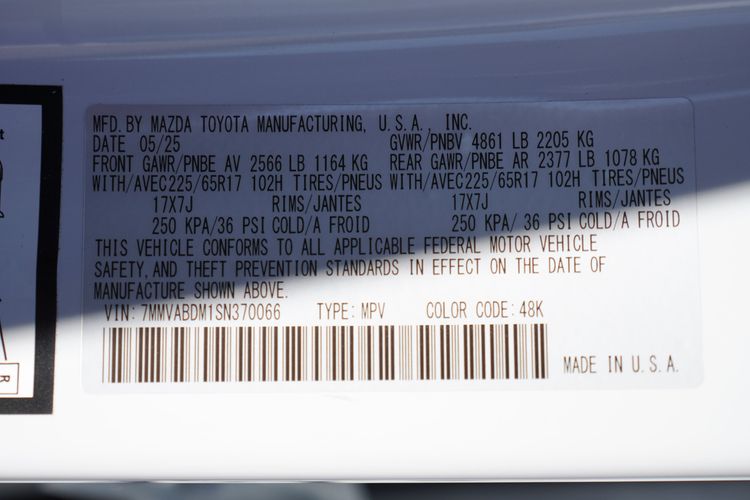 MFD. BY MAZDA TOYOTA MANUFACTURING, U.S.A., INC.
DATE 05/25 GVWR/PNBV 4861 LB 2205 KG
FRONT GAWR/PNBE AV 2566 LB 1164 KG REAR GAWR/PNBE AR 2377 LB 1078 KG
WITH/AVEC225/65R17 102H TIRES/PNEUS WITH/AVEC225/65R17 102H TIRES/PNEUS
17X7J RIMS/JANTES 17X7J RIMS/JANTES
250 KPA/36 PSI COLD/A FROID 250 KPA/ 36 PSI COLD/A FROID
THIS VEHICLE CONFORMS TO ALL APPLICABLE FEDERAL MOTOR VEHICLE
SAFETY, AND THEFT PREVENTION STANDARDS IN EFFECT ON THE DATE OF
MANUFACTURE SHOWN ABOVE.
VIN: 7MMVABDM1SN370066 TYPE: MPV COLOR CODE: 48K
MADE IN U.S.A.
t
R